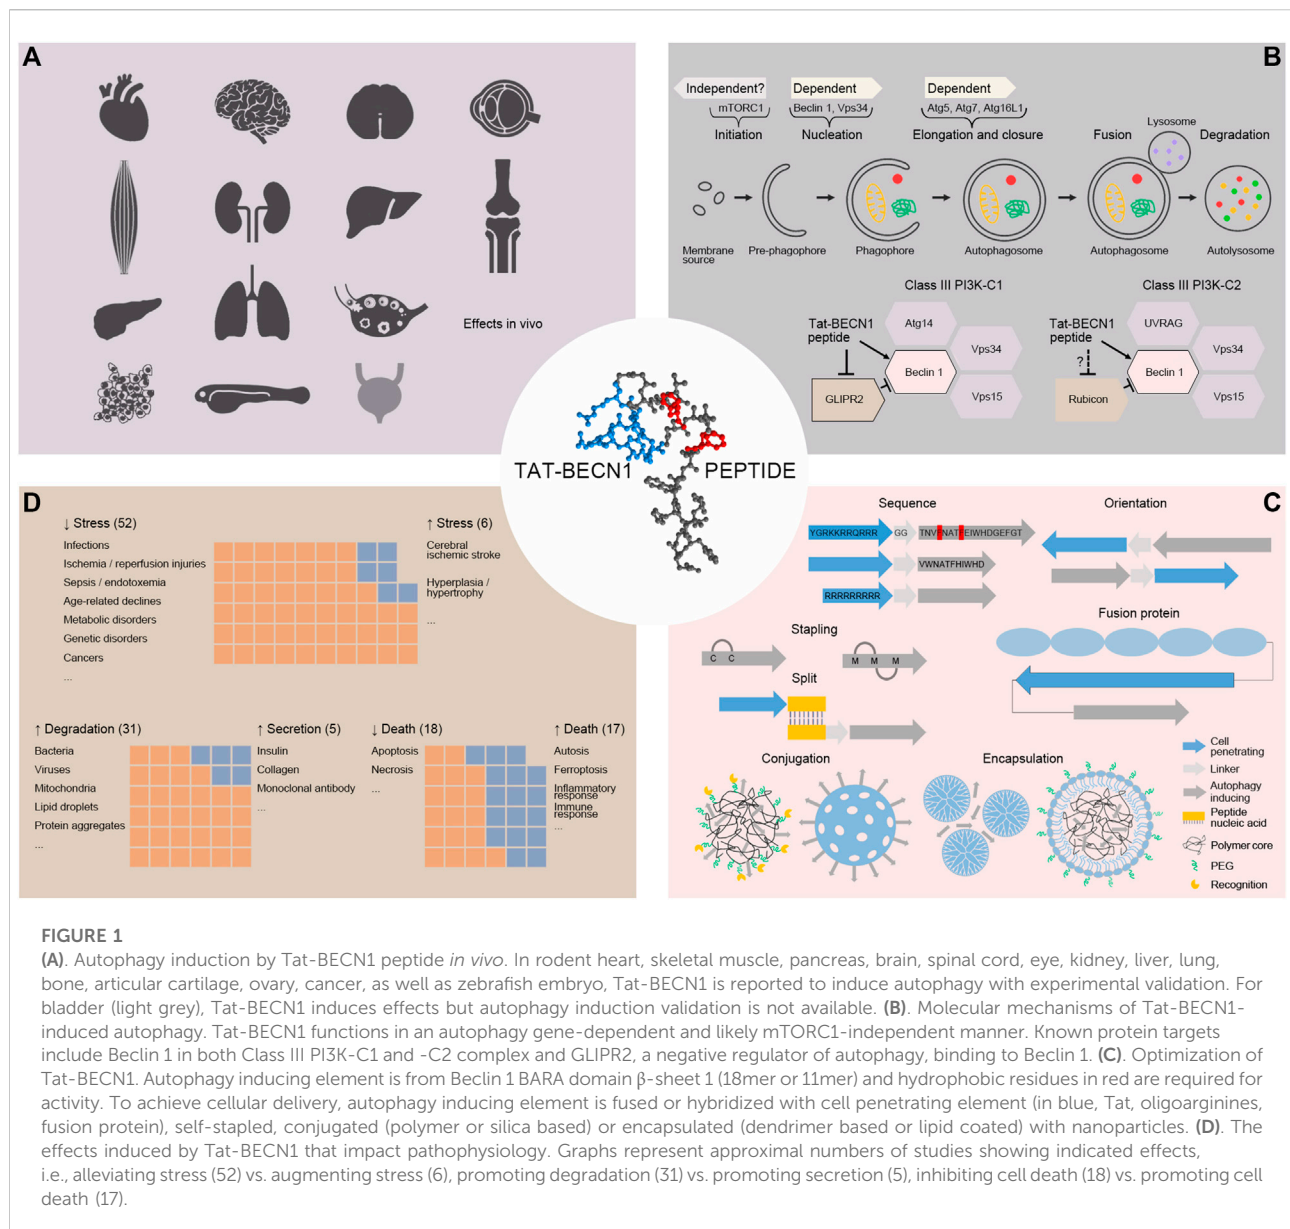 A
Effects in vivo
TAT-BECN1 PEPTIDE
B
Independent?
Dependent
Dependent
mTORC1
Beclin 1, Vps34
Atg5, Atg7, Atg16L1
Initiation
Nucleation
Elongation and closure
Fusion
Lysosome
Degradation
Membrane
source
Pre-phagophore
Phagophore
Autophagosome
Autophagosome
Autolysosome
Class III PI3K-C1
Tat-BECN1
peptide
Atg14
Vps34
Beclin 1
Vps15
GLIPR2
Class III PI3K-C2
Tat-BECN1
peptide
?
UVRAG
Vps34
Beclin 1
Vps15
Rubicon
D
↓ Stress (52)
Infections
Ischemia / reperfusion injuries
Sepsis / endotoxemia
Age-related declines
Metabolic disorders
Genetic disorders
Cancers
...
↑ Stress (6)
Cerebral
ischemic stroke
Hyperplasia /
hypertrophy
...
↑ Degradation (31)
Bacteria
Viruses
Mitochondria
Lipid droplets
Protein aggregates
...
↑ Secretion (5)
Insulin
Collagen
Monoclonal antibody
...
↓ Death (18)
Apoptosis
Necrosis
...
↑ Death (17)
Autosis
Ferroptosis
Inflammatory
response
Immune
response
...
C
Sequence
YGRKKRRQRRR GG TNVFNATFEIWHDGEFGT
VWNATFHIWHD
RRRRRRRRR
Orientation
Stapling
C C
M M M
Split
Fusion protein
Conjugation
Encapsulation
Cell
penetrating
Linker
Autophagy
inducing
Peptide
nucleic acid
Polymer core
PEG
Recognition
FIGURE 1
(A). Autophagy induction by Tat-BECN1 peptide in vivo. In rodent heart, skeletal muscle, pancreas, brain, spinal cord, eye, kidney, liver, lung,
bone, articular cartilage, ovary, cancer, as well as zebrafish embryo, Tat-BECN1 is reported to induce autophagy with experimental validation. For
bladder (light grey), Tat-BECN1 induces effects but autophagy induction validation is not available. (B). Molecular mechanisms of Tat-BECN1-
induced autophagy. Tat-BECN1 functions in an autophagy gene-dependent and likely mTORC1-independent manner. Known protein targets
include Beclin 1 in both Class III PI3K-C1 and -C2 complex and GLIPR2, a negative regulator of autophagy, binding to Beclin 1. (C). Optimization of
Tat-BECN1. Autophagy inducing element is from Beclin 1 BARA domain β-sheet 1 (18mer or 11mer) and hydrophobic residues in red are required for
activity. To achieve cellular delivery, autophagy inducing element is fused or hybridized with cell penetrating element (in blue, Tat, oligoarginines,
fusion protein), self-stapled, conjugated (polymer or silica based) or encapsulated (dendrimer based or lipid coated) with nanoparticles. (D). The
effects induced by Tat-BECN1 that impact pathophysiology. Graphs represent approximal numbers of studies showing indicated effects,
i.e., alleviating stress (52) vs. augmenting stress (6), promoting degradation (31) vs. promoting secretion (5), inhibiting cell death (18) vs. promoting cell
death (17).